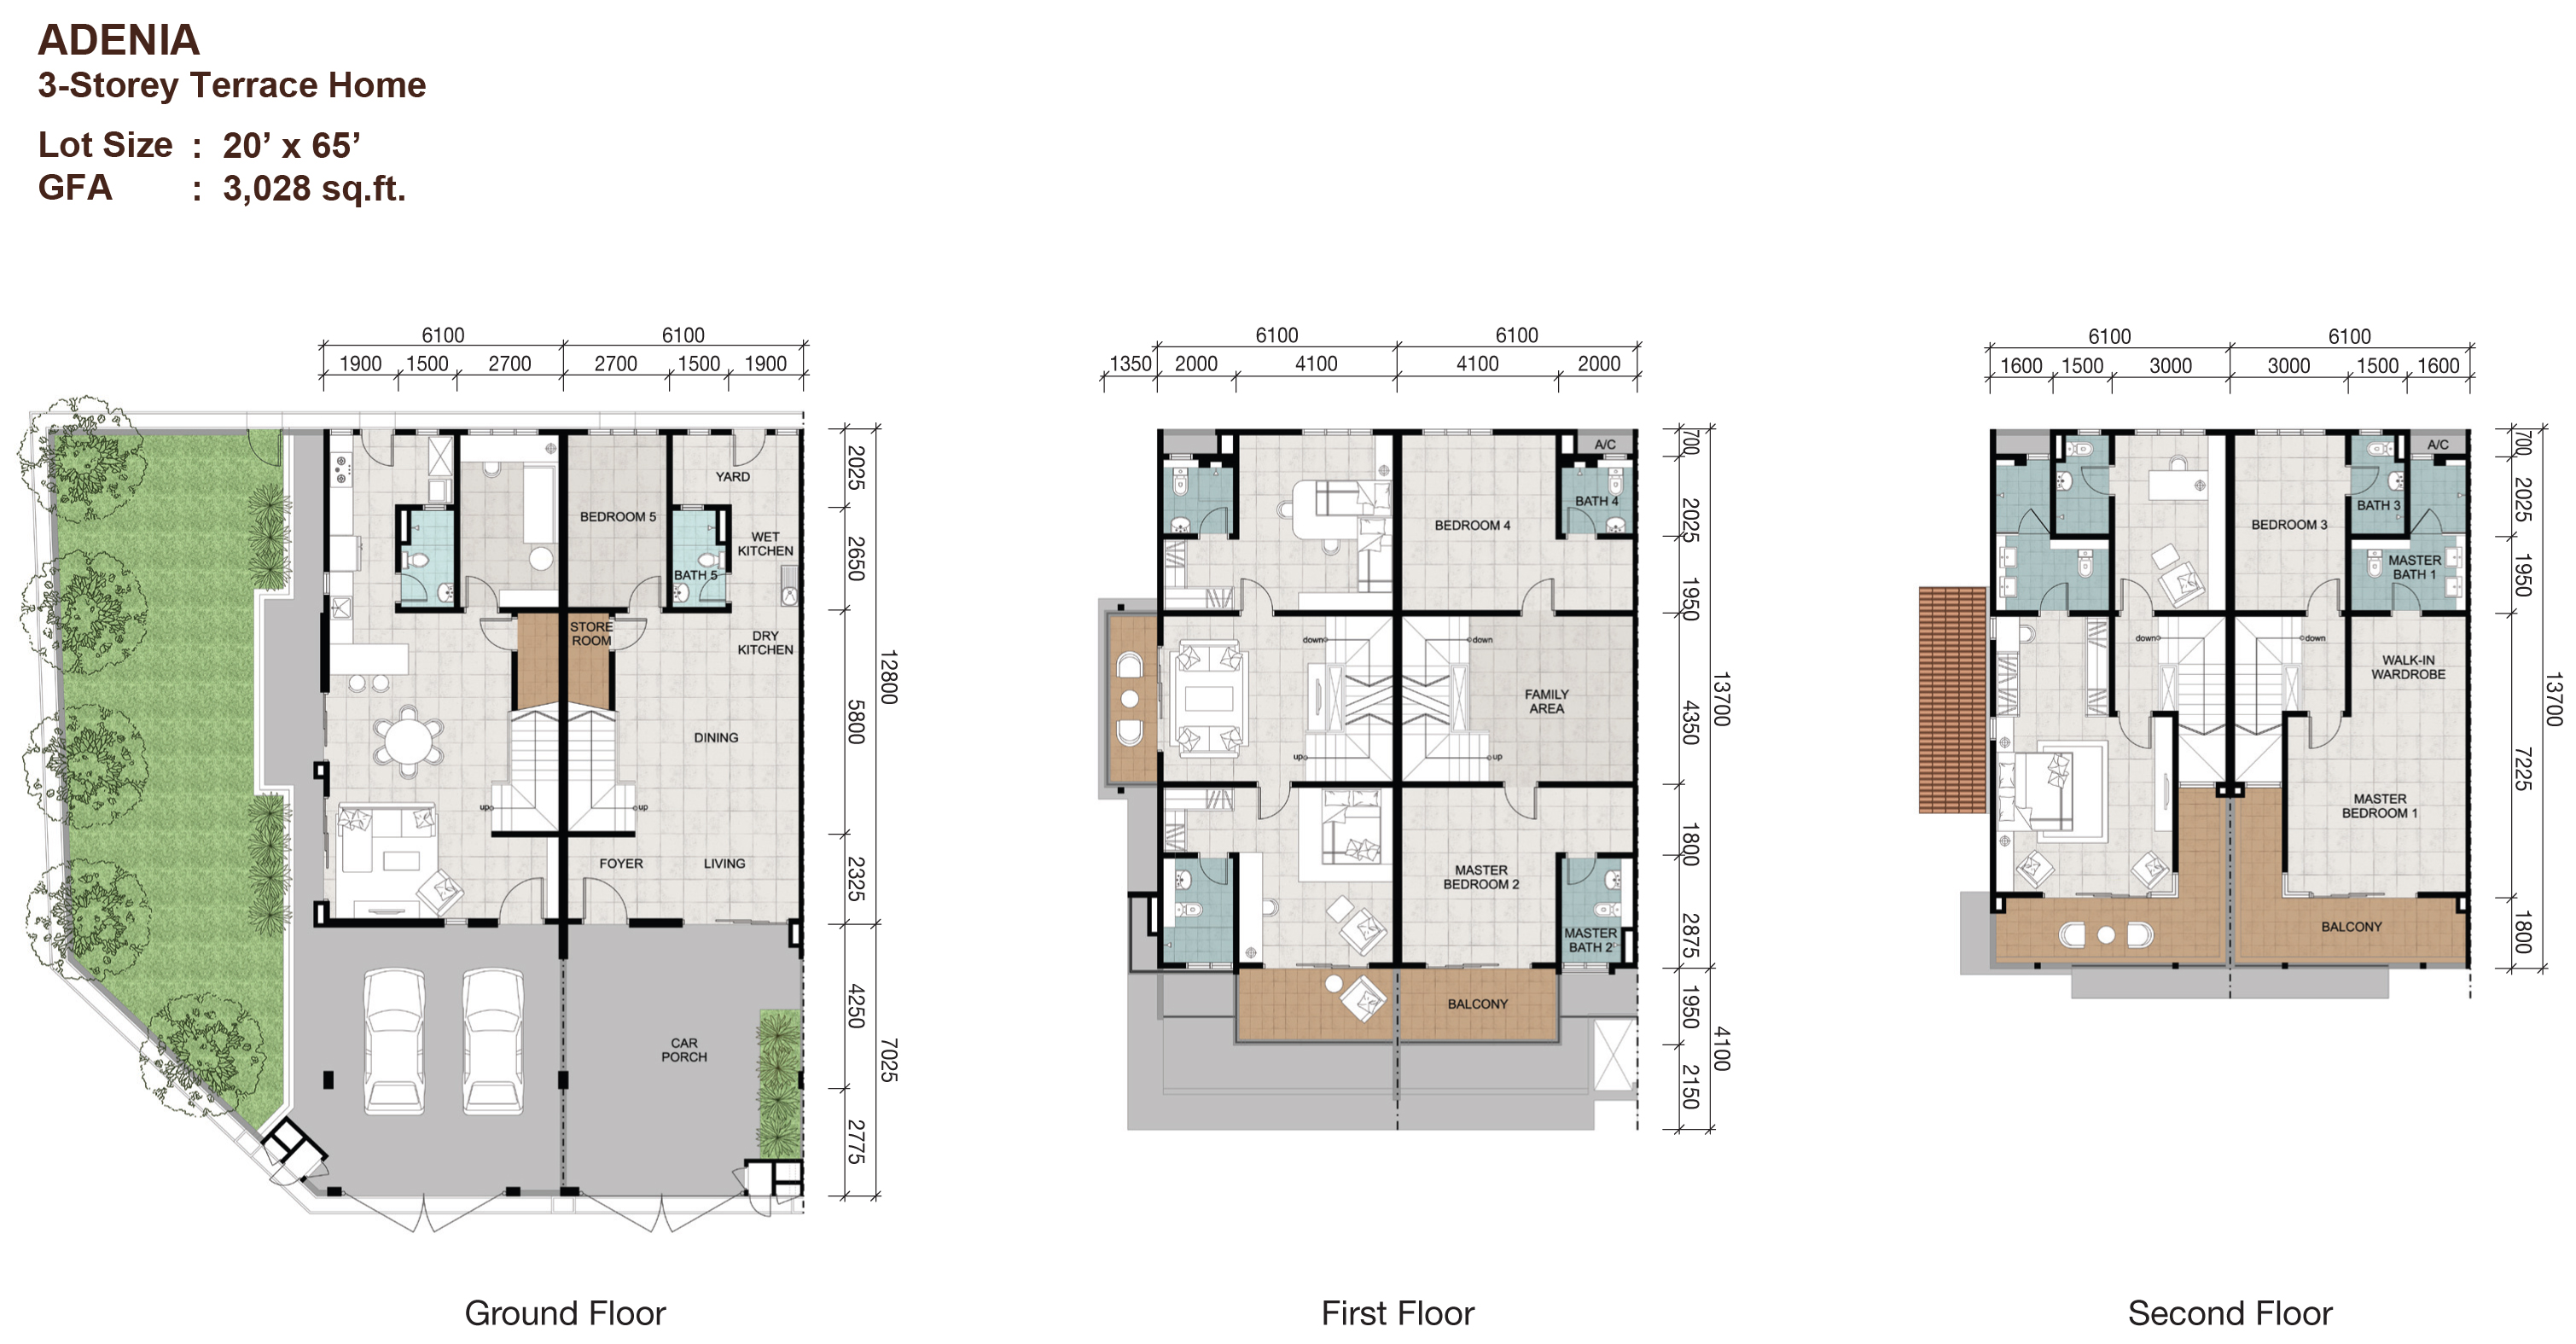 ADENIA
3-Storey Terrace Home
Lot Size : 20’ x 65’
GFA : 3,028 sq.ft.
6100 6100
1900 1500 2700 2700 1500 1900
2025
2650
5800
2325
12800
4250
2775
7025
YARD
BEDROOM 5
WET
KITCHEN
BATH 5
STORE
ROOM
DRY
KITCHEN
DINING
up up
FOYER
LIVING
CAR
PORCH
Ground Floor
6100 6100
1350 2000 4100 4100 2000
700
2025
1950
4350
1800
2875
13700
1950
2150
4100
A/C
BATH 4
BEDROOM 4
down down
FAMILY
AREA
up up
MASTER
BEDROOM 2
MASTER
BATH 2
BALCONY
First Floor
6100 6100
1600 1500 3000 3000 1500 1600
700
2025
1950
7225
1800
13700
A/C
BATH 3
BEDROOM 3
MASTER
BATH 1
down down
WALK-IN
WARDROBE
MASTER
BEDROOM 1
BALCONY
Second Floor